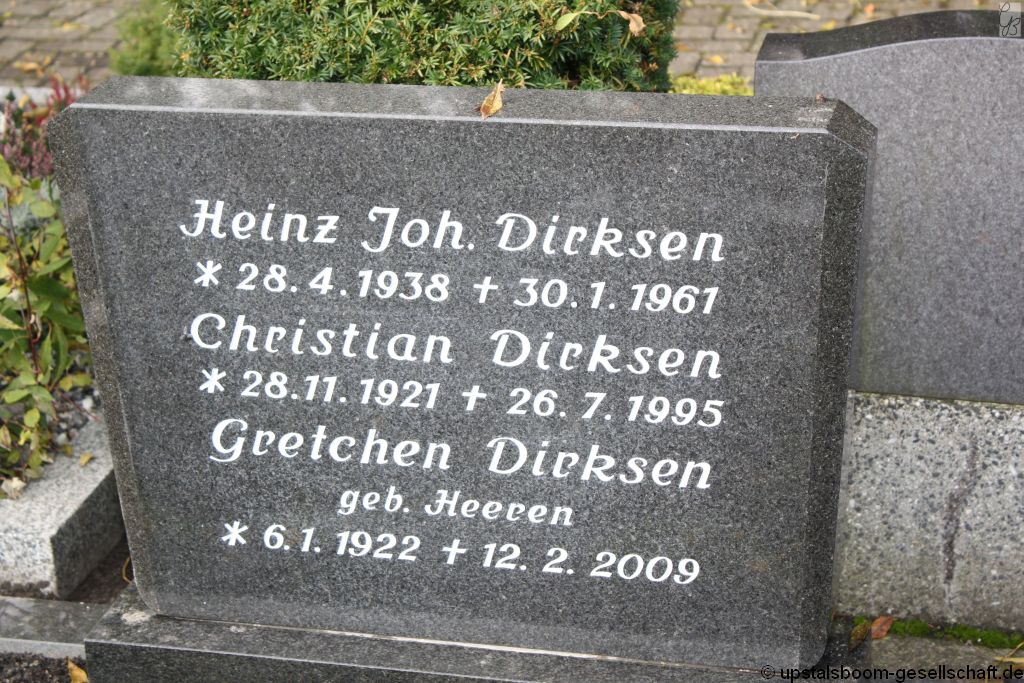 Heinz Joh. Dirksen
* 28.4.1938 † 30.1.1961
Christian Dirksen
* 28.11.1921 † 26.7.1995
Gretchen Dirksen
geb. Heeren
* 6.1.1922 † 12.2.2009
© upstalsboom-gesellschaft.de